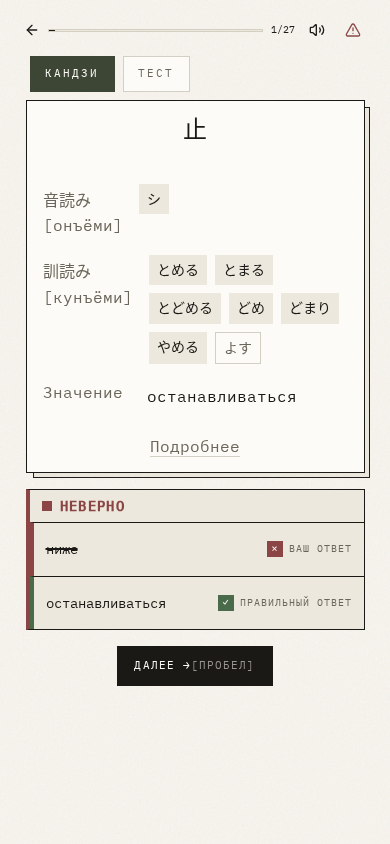 1/27
КАНДЗИ ТЕСТ
止
音読み シ
[онъёми]
訓読み とめる とまる
[кунъёми] とどめる どめ どまり
やめる よす
Значение останавливаться
Подробнее
НЕВЕРНО
ниже ВАШ ОТВЕТ
останавливаться ПРАВИЛЬНЫЙ ОТВЕТ
ДАЛЕЕ →[ПРОБЕЛ]